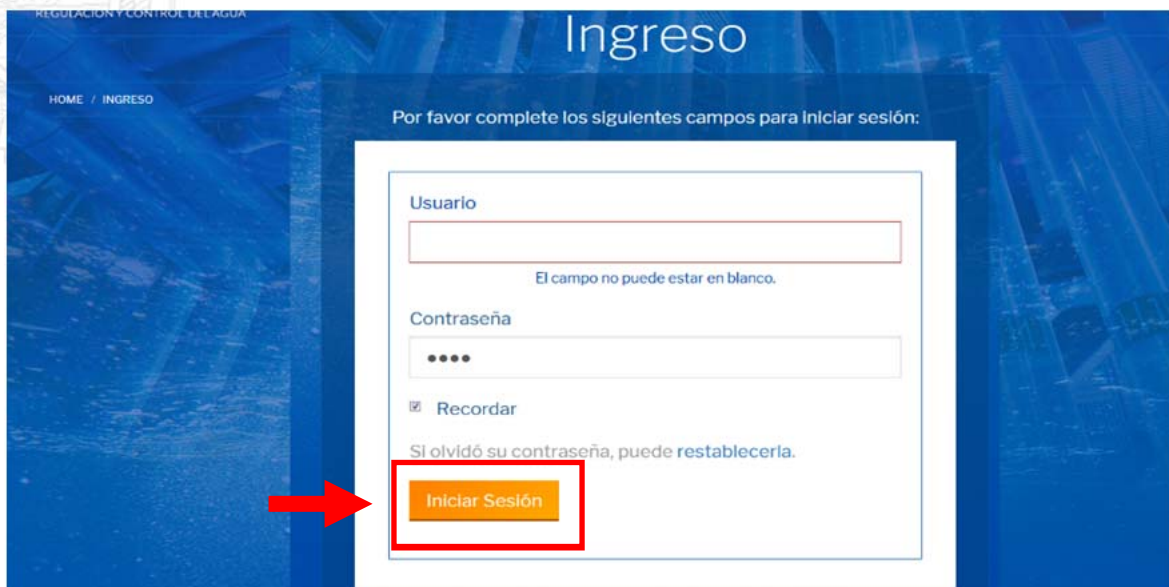 REGULACIÓN Y CONTROL DEL AGUA
Ingreso
HOME / INGRESO
Por favor complete los siguientes campos para iniciar sesión:
Usuario
El campo no puede estar en blanco.
Contraseña
••••
Recordar
Si olvidó su contraseña, puede restablecerla.
Iniciar Sesión